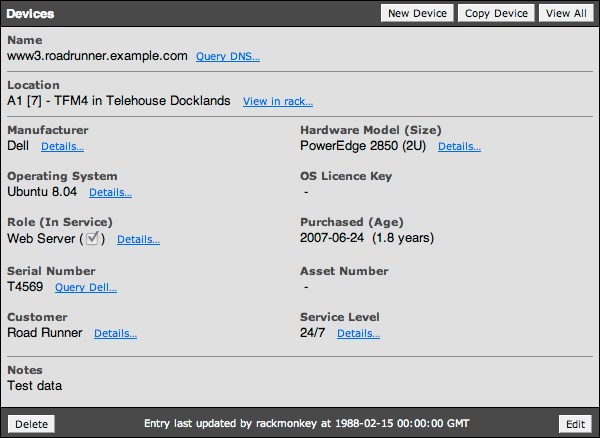 Devices New Device Copy Device View All
Name
www3.roadrunner.example.com Query DNS...
Location
A1 [7] - TFM4 in Telehouse Docklands View in rack...
Manufacturer Hardware Model (Size)
Dell Details... PowerEdge 2850 (2U) Details...
Operating System OS Licence Key
Ubuntu 8.04 Details... -
Role (In Service) Purchased (Age)
Web Server ( ) Details... 2007-06-24 (1.8 years)
Serial Number Asset Number
T4569 Query Dell... -
Customer Service Level
Road Runner Details... 24/7 Details...
Notes
Test data
Delete Entry last updated by rackmonkey at 1988-02-15 00:00:00 GMT Edit